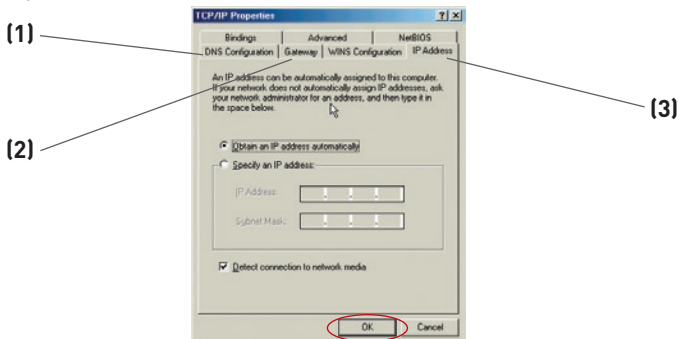 TCP/IP Properties
Bindings Advanced NetBIOS
(1)
DNS Configuration Gateway WINS Configuration IP Address
An IP address can be automatically assigned to this computer.
If your network does not automatically assign IP addresses, ask
your network administrator for an address, and then type it in
the space below.
(3)
(2)
Obtain an IP address automatically
Specify an IP address:
IP Address:
Subnet Mask:
Detect connection to network media
OK Cancel